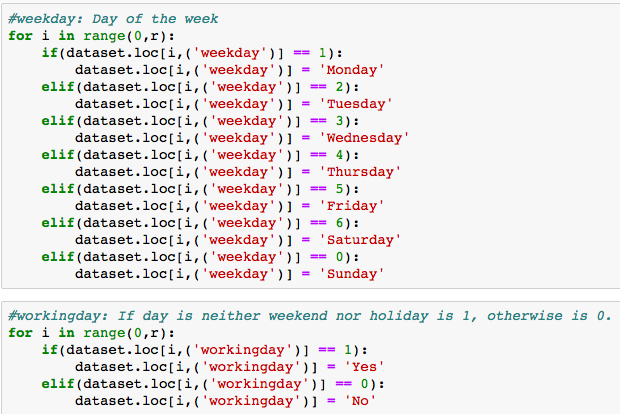 #weekday: Day of the week
for i in range(0,r):
    if(dataset.loc[i,('weekday')] == 1):
        dataset.loc[i,('weekday')] = 'Monday'
    elif(dataset.loc[i,('weekday')] == 2):
        dataset.loc[i,('weekday')] = 'Tuesday'
    elif(dataset.loc[i,('weekday')] == 3):
        dataset.loc[i,('weekday')] = 'Wednesday'
    elif(dataset.loc[i,('weekday')] == 4):
        dataset.loc[i,('weekday')] = 'Thursday'
    elif(dataset.loc[i,('weekday')] == 5):
        dataset.loc[i,('weekday')] = 'Friday'
    elif(dataset.loc[i,('weekday')] == 6):
        dataset.loc[i,('weekday')] = 'Saturday'
    elif(dataset.loc[i,('weekday')] == 0):
        dataset.loc[i,('weekday')] = 'Sunday'
#workingday: If day is neither weekend nor holiday is 1, otherwise is 0.
for i in range(0,r):
    if(dataset.loc[i,('workingday')] == 1):
        dataset.loc[i,('workingday')] = 'Yes'
    elif(dataset.loc[i,('workingday')] == 0):
        dataset.loc[i,('workingday')] = 'No'